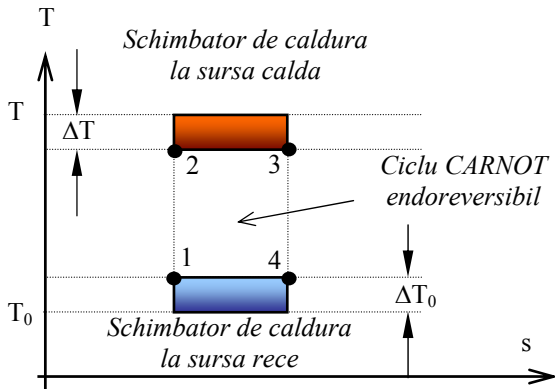 T
Schimbator de caldura
la sursa calda
T
ΔT
2
3
Ciclu CARNOT
endoreversibil
1
4
ΔT₀
T₀
Schimbator de caldura
la sursa rece
s